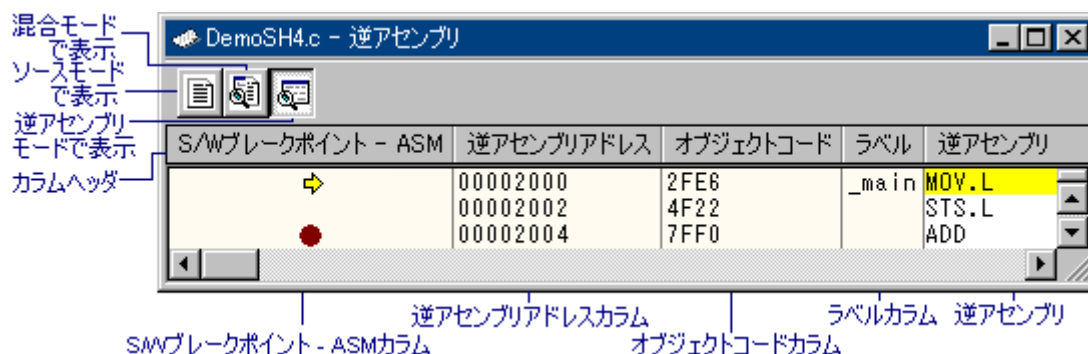 混合モード
で表示
ソースモード
で表示
逆アセンブリ
モードで表示
カラムヘッダ
DemoSH4.c - 逆アセンブリ
S/Wブレークポイント - ASM 逆アセンブリアドレス オブジェクトコード ラベル 逆アセンブリ
00002000 2FE6 _main MOV.L
00002002 4F22 STS.L
00002004 7FF0 ADD
逆アセンブリアドレスカラム ラベルカラム 逆アセンブリ
S/Wブレークポイント - ASMカラム オブジェクトコードカラム